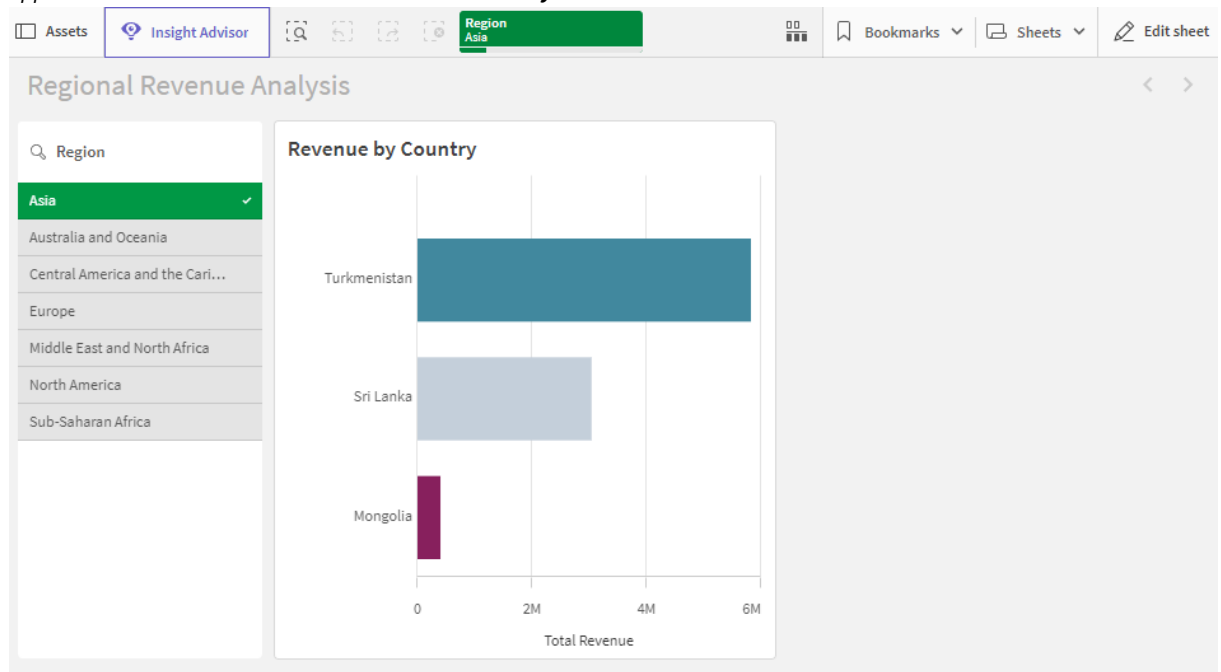 Assets
Insight Advisor
Region
Asia
Bookmarks
Sheets
Edit sheet
Regional Revenue Analysis
Region
Asia
Australia and Oceania
Central America and the Cari...
Europe
Middle East and North Africa
North America
Sub-Saharan Africa
Revenue by Country
Turkmenistan
Sri Lanka
Mongolia
0 2M 4M 6M
Total Revenue